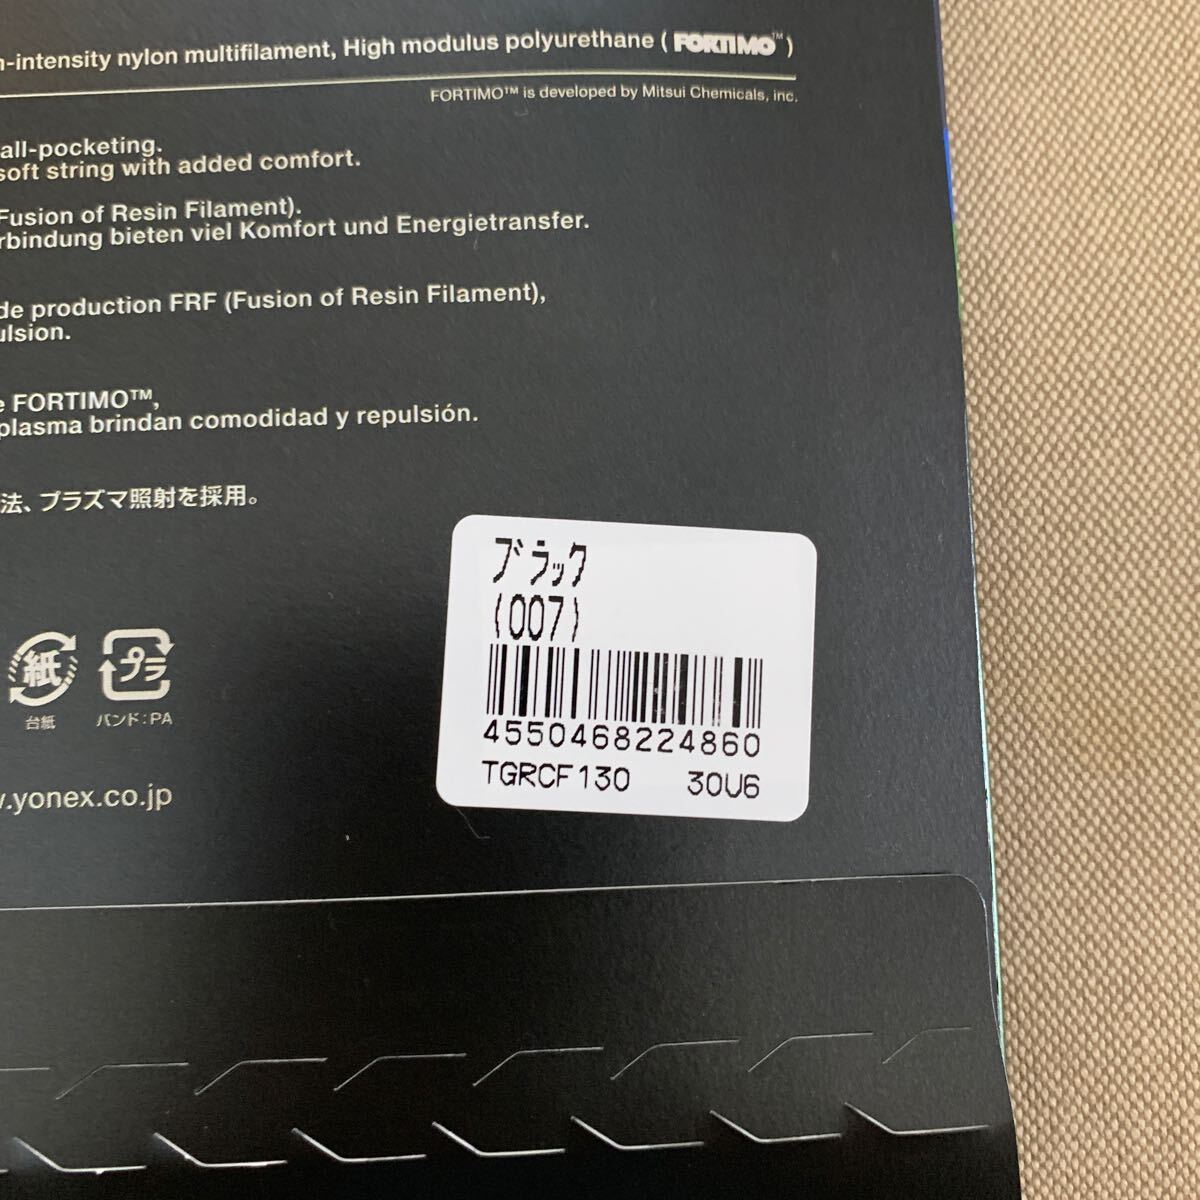 -intensity nylon multifilament, High modulus polyurethane ( FORTIMO™ )
FORTIMO™ is developed by Mitsui Chemicals, inc.
all-pocketing.
soft string with added comfort.
Fusion of Resin Filament).
rbindung bieten viel Komfort und Energietransfer.
de production FRF (Fusion of Resin Filament),
ulsion.
e FORTIMO™,
plasma brindan comodidad y repulsión.
法、プラズマ照射を採用。
紙
プラ
台紙
バンド:PA
.yonex.co.jp
ブラック
(007)
4550468224860
TGRCF130 30U6